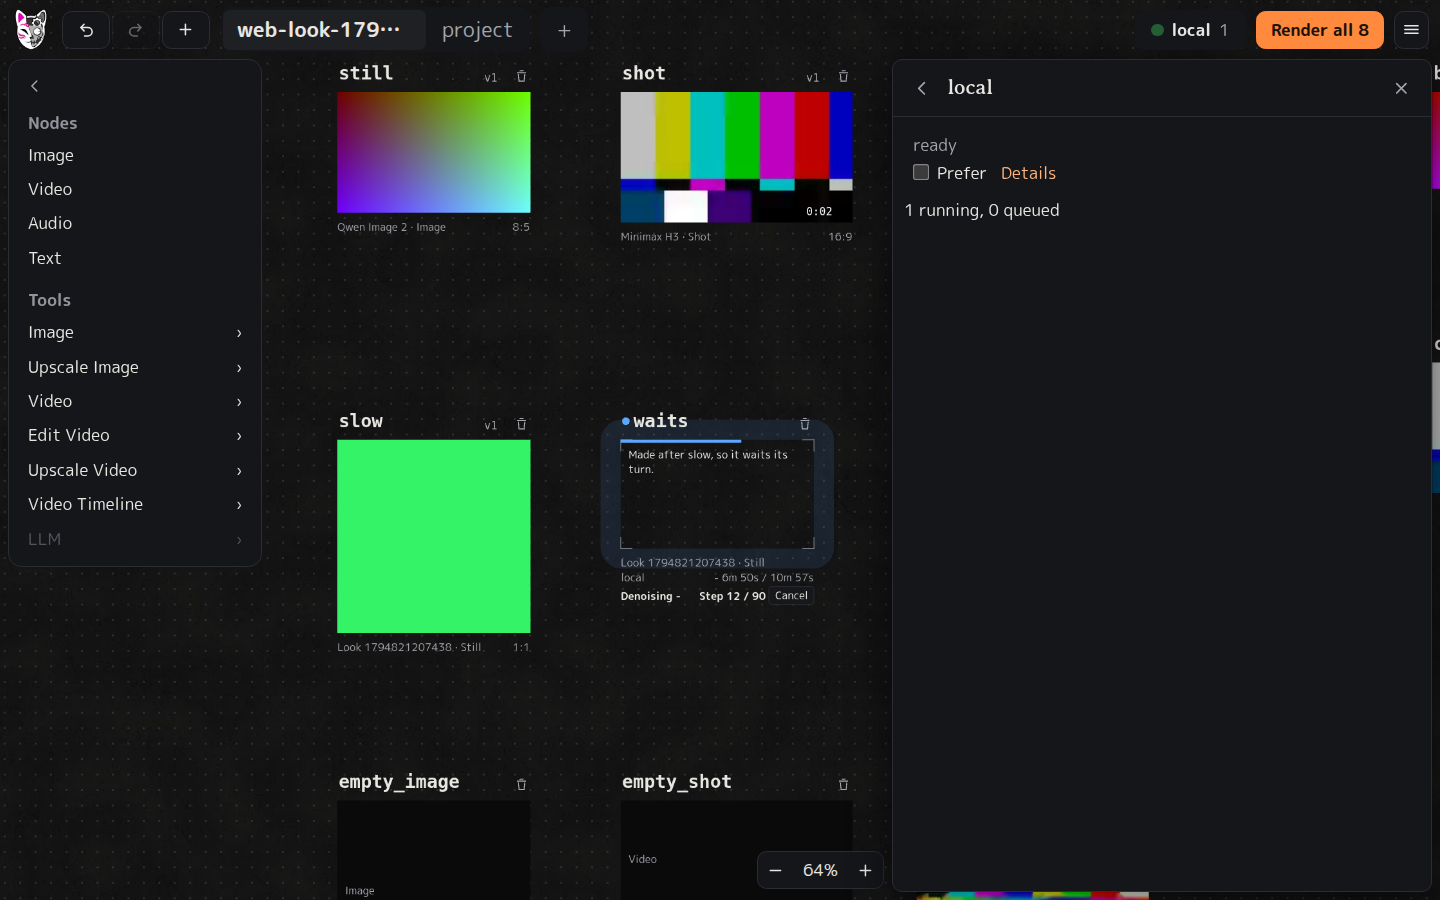 web-look-179···
project
local 1
Render all 8
Nodes
Image
Video
Audio
Text
Tools
Image
Upscale Image
Video
Edit Video
Upscale Video
Video Timeline
LLM
still v1
Qwen Image 2 · Image 8:5
shot v1
0:02
Minimax H3 · Shot 16:9
slow v1
Look 1794821207438 · Still 1:1
waits
Made after slow, so it waits its
turn.
Look 1794821207438 · Still
local - 6m 50s / 10m 57s
Denoising - Step 12 / 90 Cancel
empty_image
Image
empty_shot
Video
64%
local
ready
Prefer Details
1 running, 0 queued